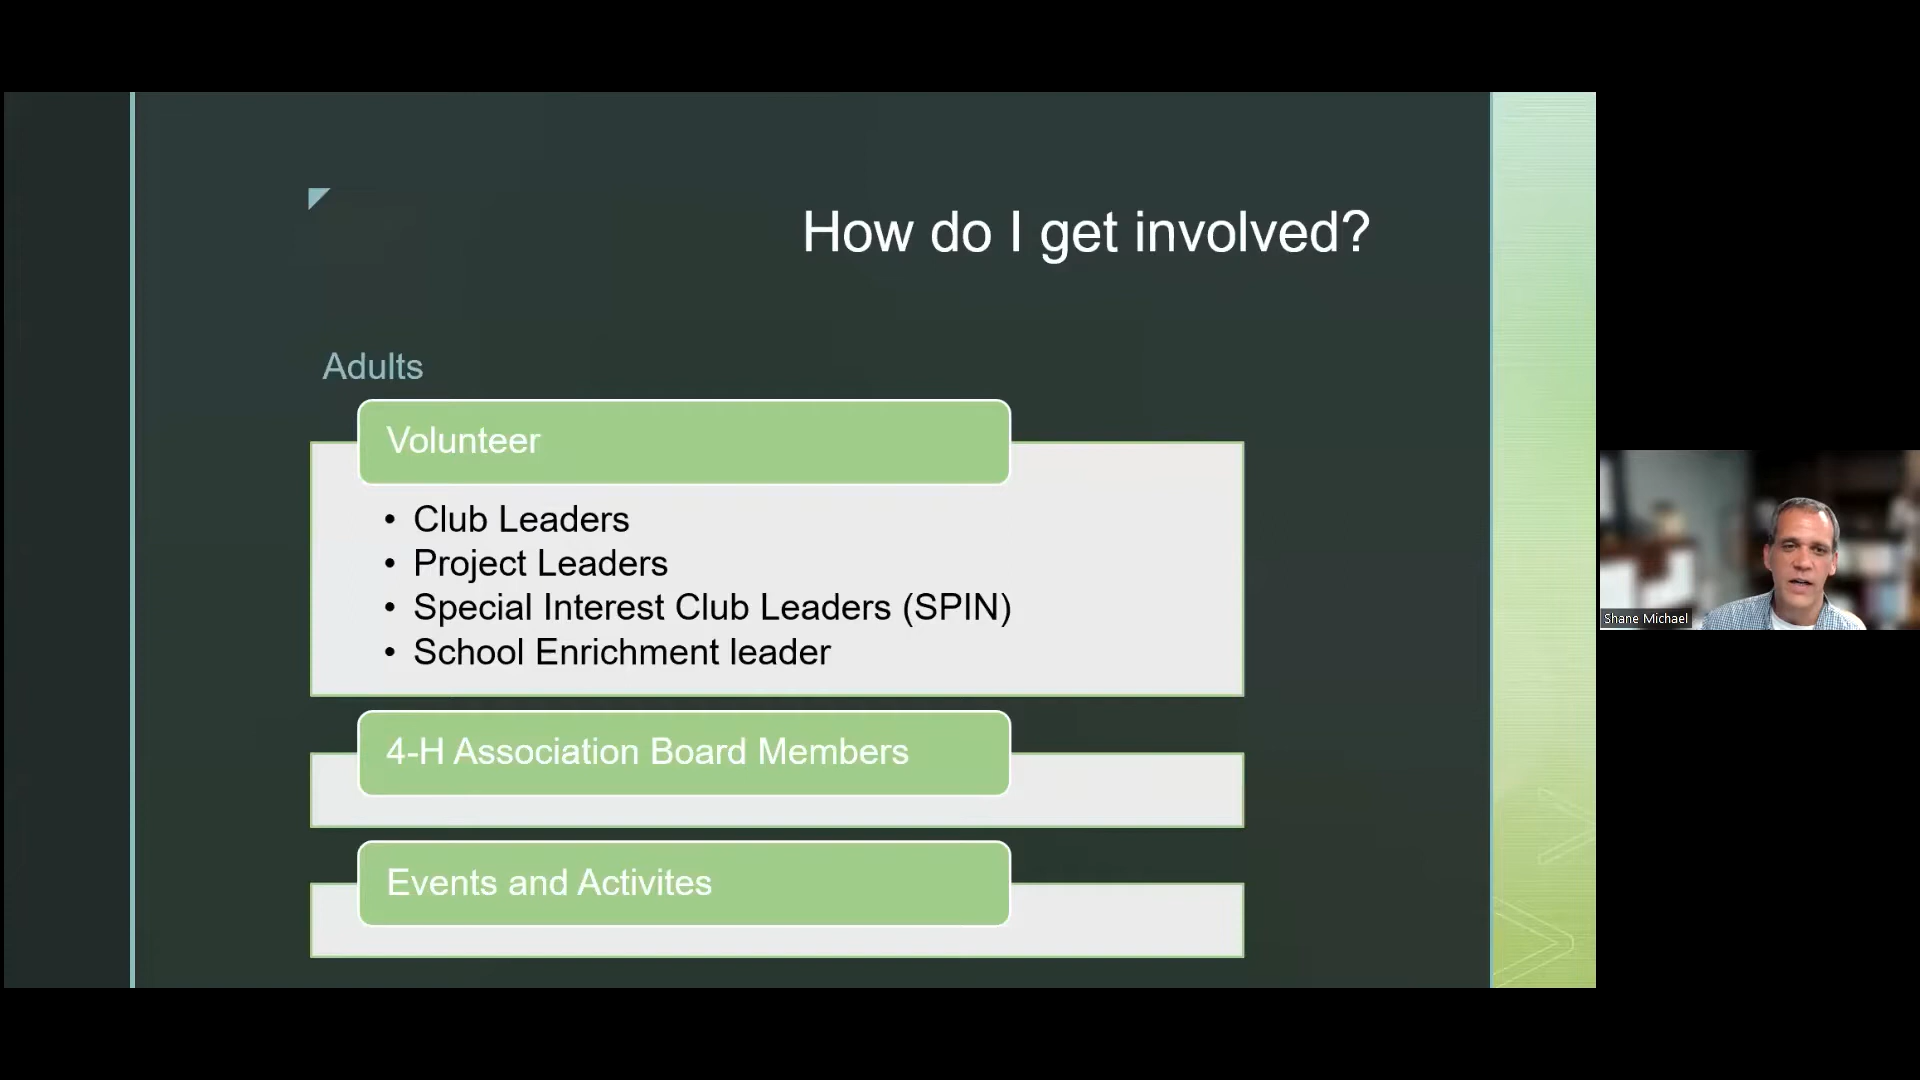 How do I get involved?
Adults
Volunteer
• Club Leaders
• Project Leaders
• Special Interest Club Leaders (SPIN)
• School Enrichment leader
4-H Association Board Members
Events and Activites
Shane Michael